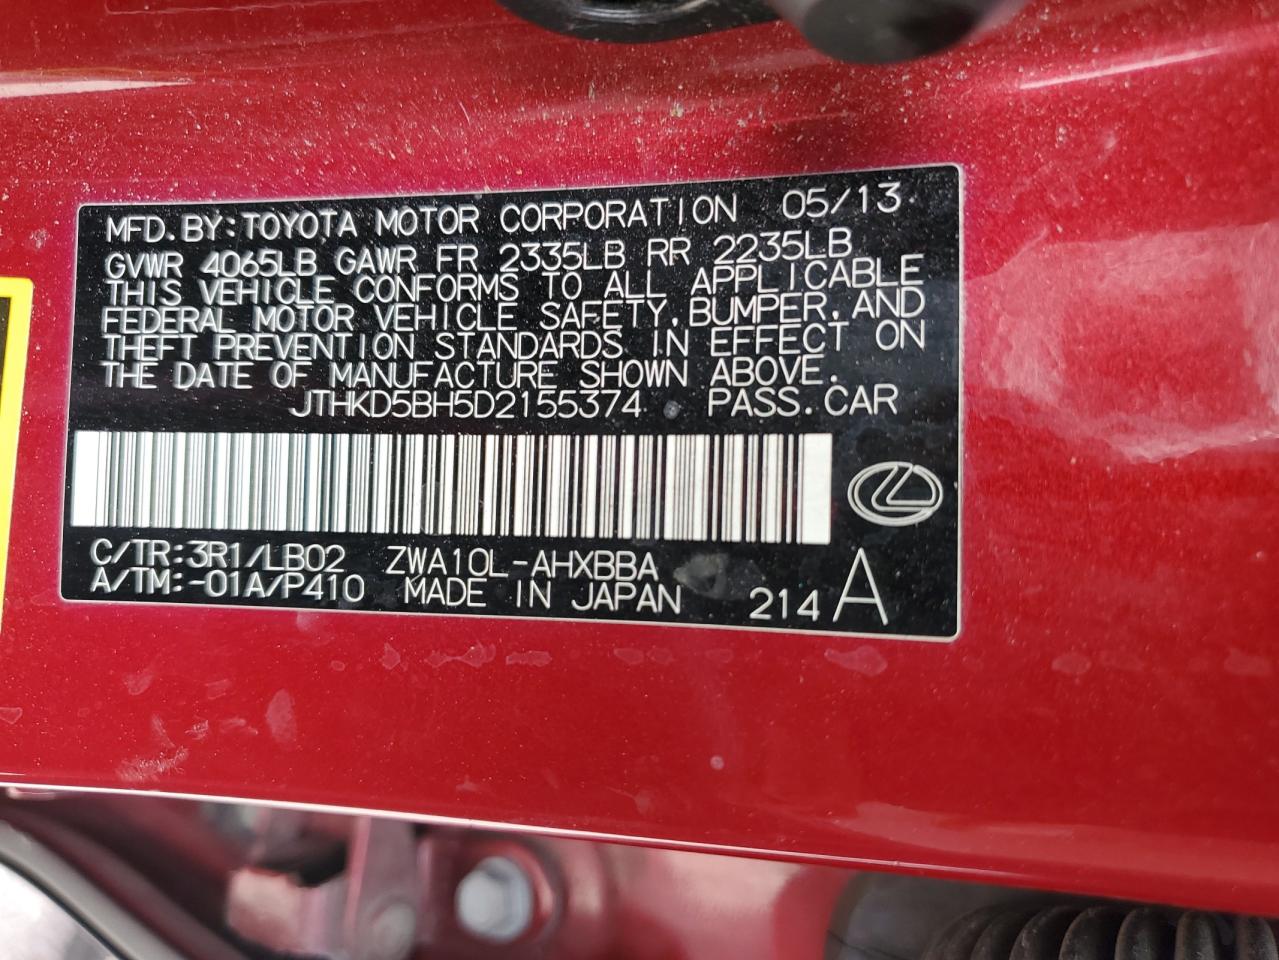 MFD. BY: TOYOTA MOTOR CORPORATION 05/13
GVWR 4065LB GAWR FR 2335LB RR 2235LB
THIS VEHICLE CONFORMS TO ALL APPLICABLE
FEDERAL MOTOR VEHICLE SAFETY, BUMPER, AND
THEFT PREVENTION STANDARDS IN EFFECT ON
THE DATE OF MANUFACTURE SHOWN ABOVE.
JTHKD5BH5D2155374 PASS. CAR
C/TR: 3R1/LB02 ZWA10L-AHXBBA
A/TM: -01A/P410 MADE IN JAPAN 214 A